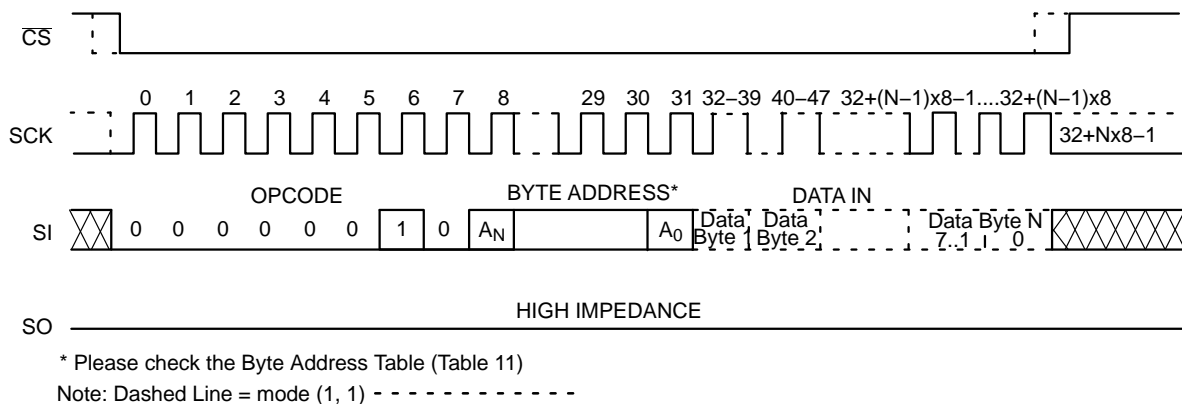 CS
0 1 2 3 4 5 6 7 8 29 30 31 32–39 40–47 32+(N–1)x8–1....32+(N–1)x8
SCK
32+Nx8–1
OPCODE BYTE ADDRESS* DATA IN
SI 0 0 0 0 0 0 1 0 AN A0 Data Byte 1 Data Byte 2 Data Byte N
7..1 0
HIGH IMPEDANCE
SO
* Please check the Byte Address Table (Table 11)
Note: Dashed Line = mode (1, 1) - - - - - - - - - - - - -